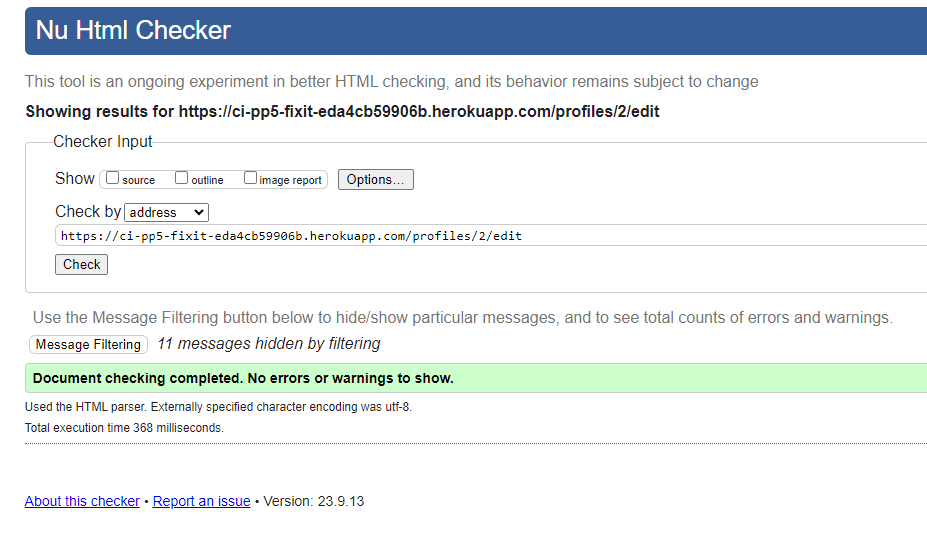 Nu Html Checker
This tool is an ongoing experiment in better HTML checking, and its behavior remains subject to change
Showing results for https://ci-pp5-fixit-eda4cb59906b.herokuapp.com/profiles/2/edit
Checker Input
Show source outline image report Options...
Check by address
https://ci-pp5-fixit-eda4cb59906b.herokuapp.com/profiles/2/edit
Check
Use the Message Filtering button below to hide/show particular messages, and to see total counts of errors and warnings.
Message Filtering 11 messages hidden by filtering
Document checking completed. No errors or warnings to show.
Used the HTML parser. Externally specified character encoding was utf-8.
Total execution time 368 milliseconds.
About this checker • Report an issue • Version: 23.9.13